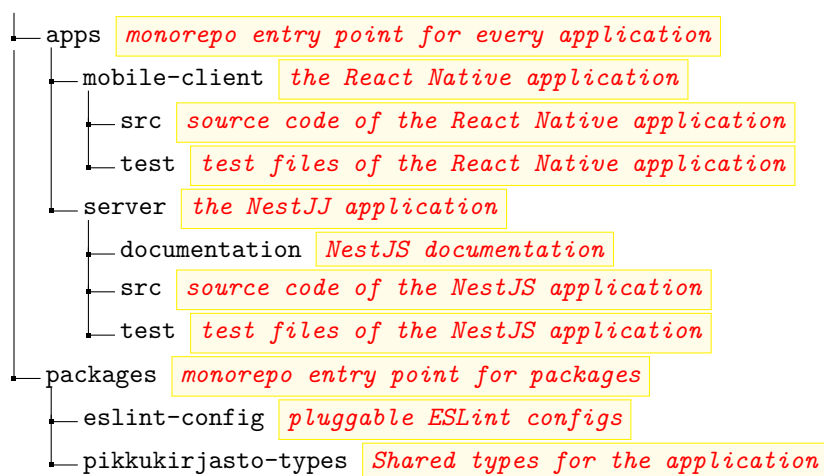 apps monorepo entry point for every application
mobile-client the React Native application
src source code of the React Native application
test test files of the React Native application
server the NestJJ application
documentation NestJS documentation
src source code of the NestJS application
test test files of the NestJS application
packages monorepo entry point for packages
eslint-config pluggable ESLint configs
pikkukirjasto-types Shared types for the application